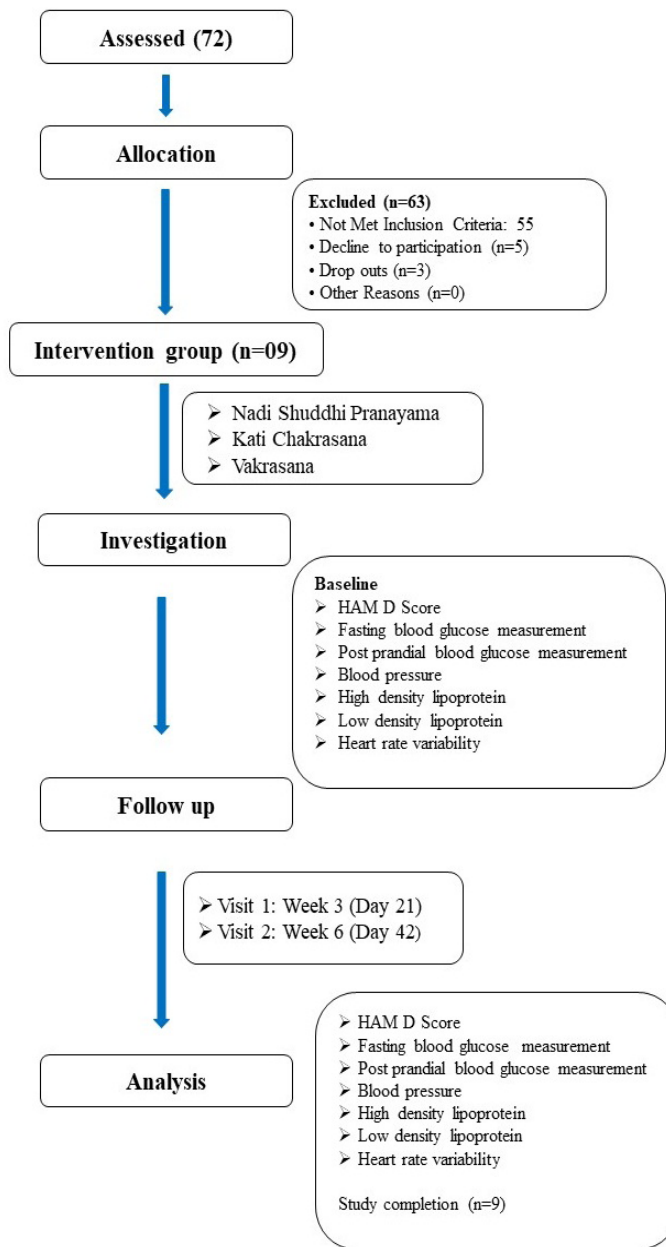 Assessed (72)
Allocation
Excluded (n=63)
• Not Met Inclusion Criteria: 55
• Decline to participation (n=5)
• Drop outs (n=3)
• Other Reasons (n=0)
Intervention group (n=09)
➢ Nadi Shuddhi Pranayama
➢ Kati Chakrasana
➢ Vakrasana
Investigation
Baseline
➢ HAM D Score
➢ Fasting blood glucose measurement
➢ Post prandial blood glucose measurement
➢ Blood pressure
➢ High density lipoprotein
➢ Low density lipoprotein
➢ Heart rate variability
Follow up
➢ Visit 1: Week 3 (Day 21)
➢ Visit 2: Week 6 (Day 42)
Analysis
➢ HAM D Score
➢ Fasting blood glucose measurement
➢ Post prandial blood glucose measurement
➢ Blood pressure
➢ High density lipoprotein
➢ Low density lipoprotein
➢ Heart rate variability
Study completion (n=9)